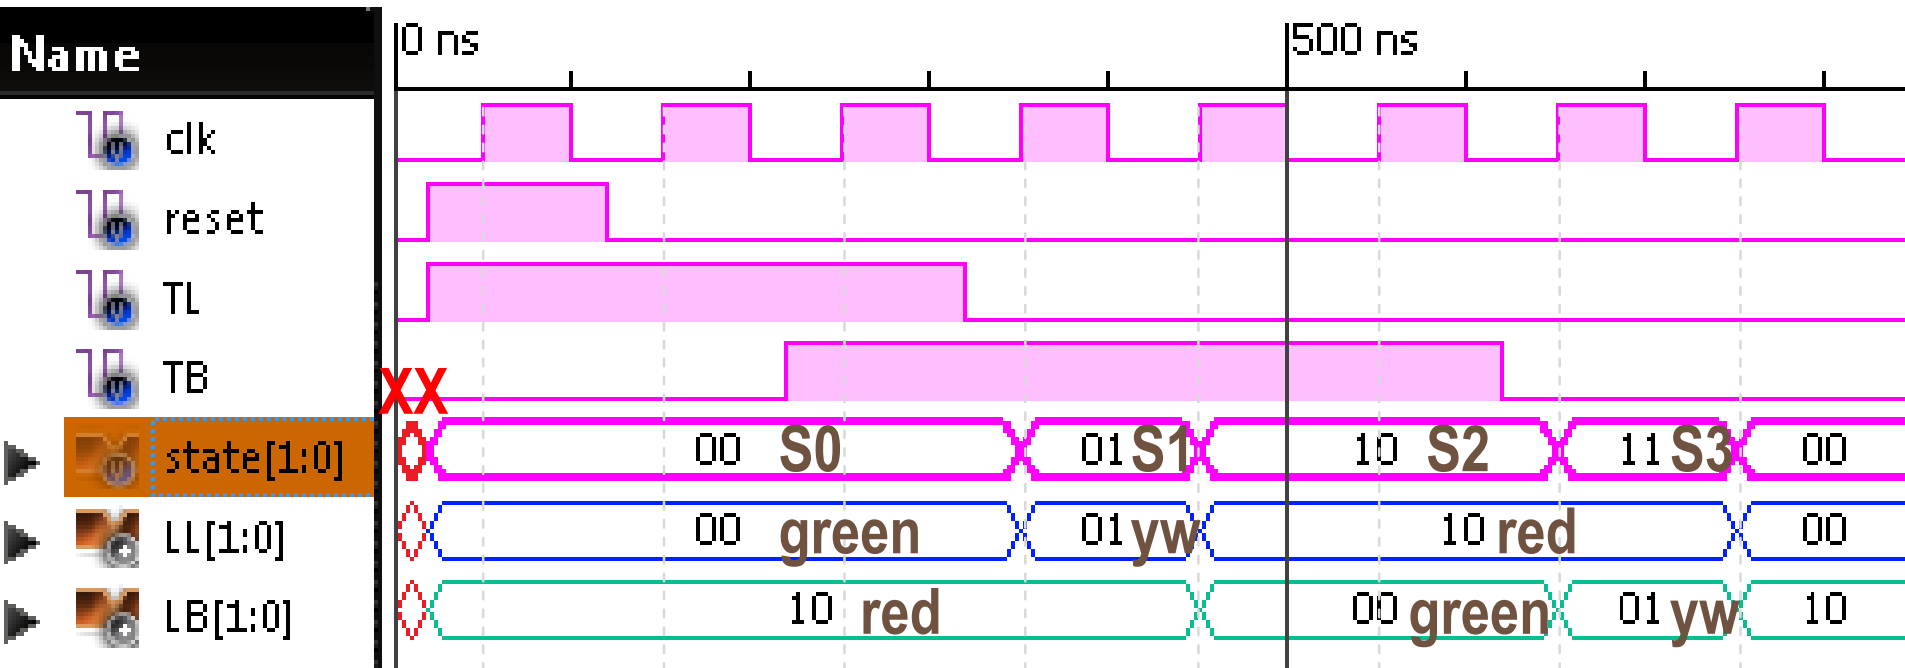 Name 0 ns 500 ns
clk
reset
TL
TB XX
state[1:0] 00 S0 01 S1 10 S2 11 S3 00
LL[1:0] 00 green 01 yw 10 red 00
LB[1:0] 10 red 00 green 01 yw 10